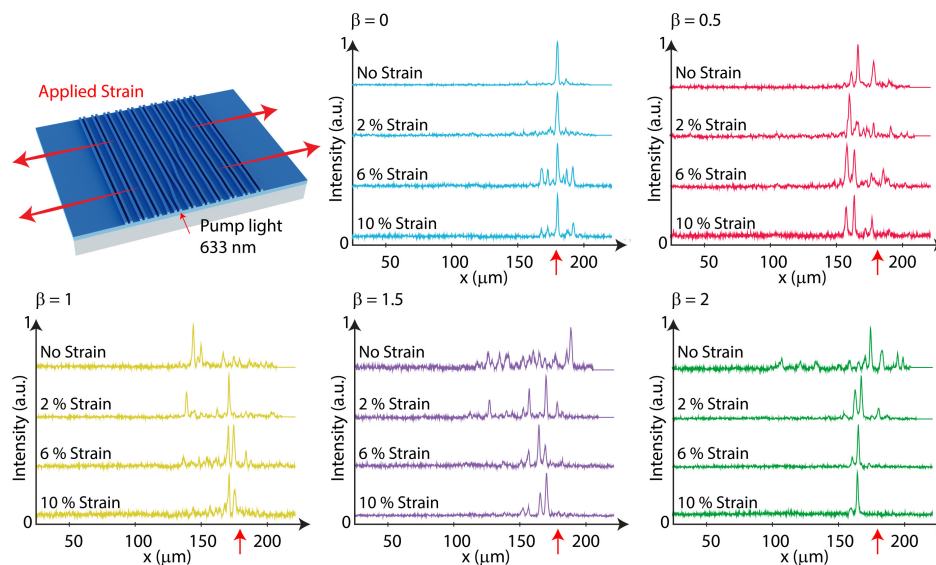 Applied Strain
Pump light
633 nm
β = 0
1
Intensity (a.u.)
No Strain
2 % Strain
6 % Strain
10 % Strain
0
50
100
150
200
x (μm)
β = 0.5
1
Intensity (a.u.)
No Strain
2 % Strain
6 % Strain
10 % Strain
0
50
100
150
200
x (μm)
β = 1
1
Intensity (a.u.)
No Strain
2 % Strain
6 % Strain
10 % Strain
0
50
100
150
200
x (μm)
β = 1.5
1
Intensity (a.u.)
No Strain
2 % Strain
6 % Strain
10 % Strain
0
50
100
150
200
x (μm)
β = 2
1
Intensity (a.u.)
No Strain
2 % Strain
6 % Strain
10 % Strain
0
50
100
150
200
x (μm)